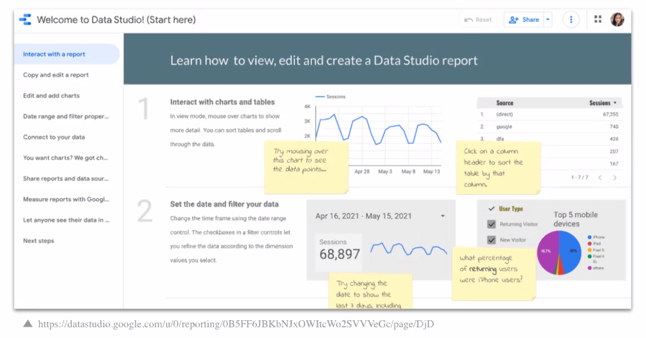 Welcome to Data Studio! (Start here)
Reset
Share
Interact with a report
Copy and edit a report
Edit and add charts
Date range and filter proper...
Connect to your data
You want charts? We got ch...
Share reports and data sour...
Measure reports with Googl...
Let anyone see their data in ...
Next steps
Learn how to view, edit and create a Data Studio report
1
Interact with charts and tables
In view mode, mouse over charts to show
more detail. You can sort tables and scroll
through the data.
Sessions
4K
3K
2K
Apr 28 May 3 May 8 May 13
Try mousing over
this chart to see
the data points...
Source Sessions
1. (direct) 67,950
2. google 740
3. dfa 426
207
167
1 - 7 / 7
Click on a column
header to sort the
table by that
column.
2
Set the date and filter your data
Change the time frame using the date range
control. The checkboxes in a filter controls let
you refine the data according to the dimension
values you select.
Apr 16, 2021 - May 15, 2021
Sessions
68,897
Try changing the
date to show the
last 7 days, including
User Type
Returning Visitor
New Visitor
Top 5 mobile
devices
iPhone
iPad
others
What percentage
of returning users
were iPhone users?
https://datastudio.google.com/u/0/reporting/0B5FF6JBKbNJxOWItcWo2SVVVeGc/page/DjD